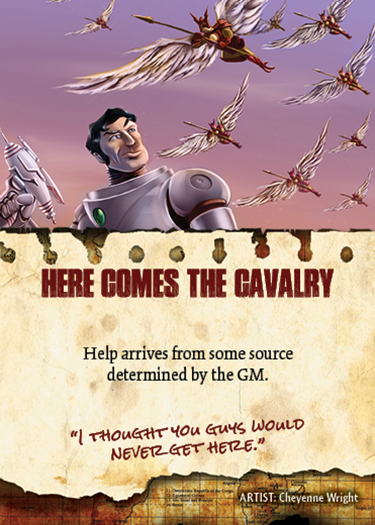 HERE COMES THE CAVALRY
Help arrives from some source
determined by the GM.
"I THOUGHT YOU GUYS WOULD
NEVER GET HERE."
ARTIST: Cheyenne Wright